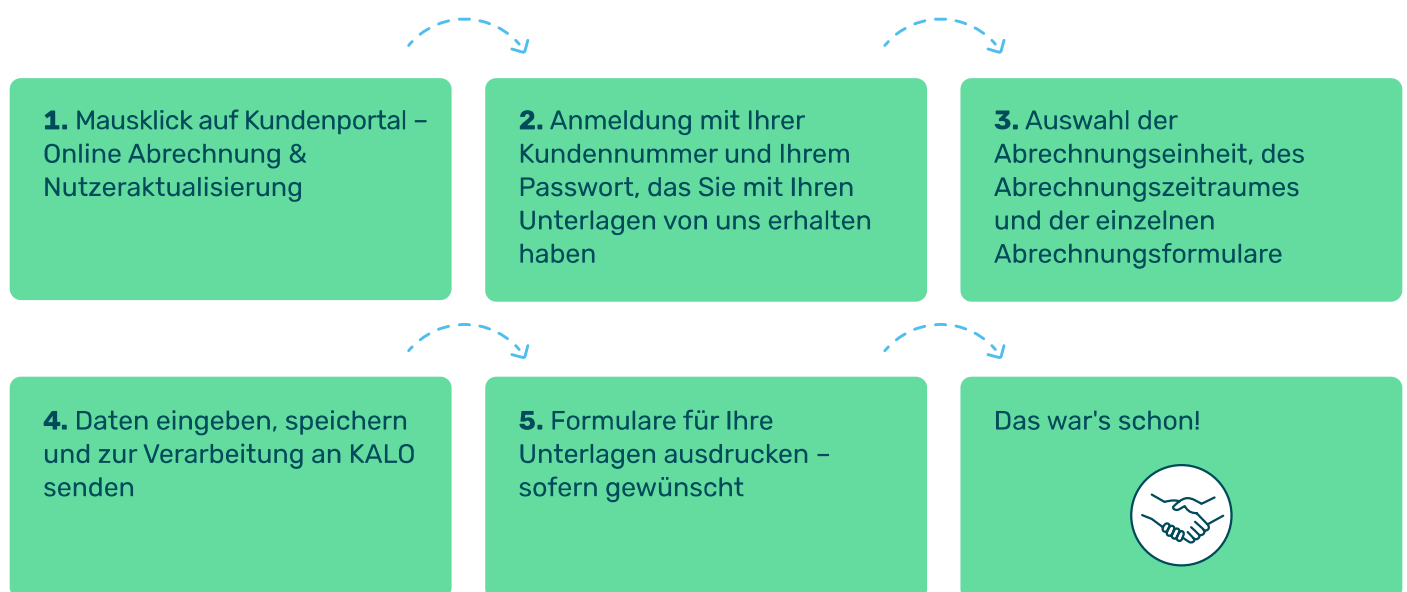 1. Mausklick auf Kundenportal –
Online Abrechnung &
Nutzeraktualisierung
2. Anmeldung mit Ihrer
Kundennummer und Ihrem
Passwort, das Sie mit Ihren
Unterlagen von uns erhalten
haben
3. Auswahl der
Abrechnungseinheit, des
Abrechnungszeitraumes
und der einzelnen
Abrechnungsformulare
4. Daten eingeben, speichern
und zur Verarbeitung an KALO
senden
5. Formulare für Ihre
Unterlagen ausdrucken –
sofern gewünscht
Das war's schon!